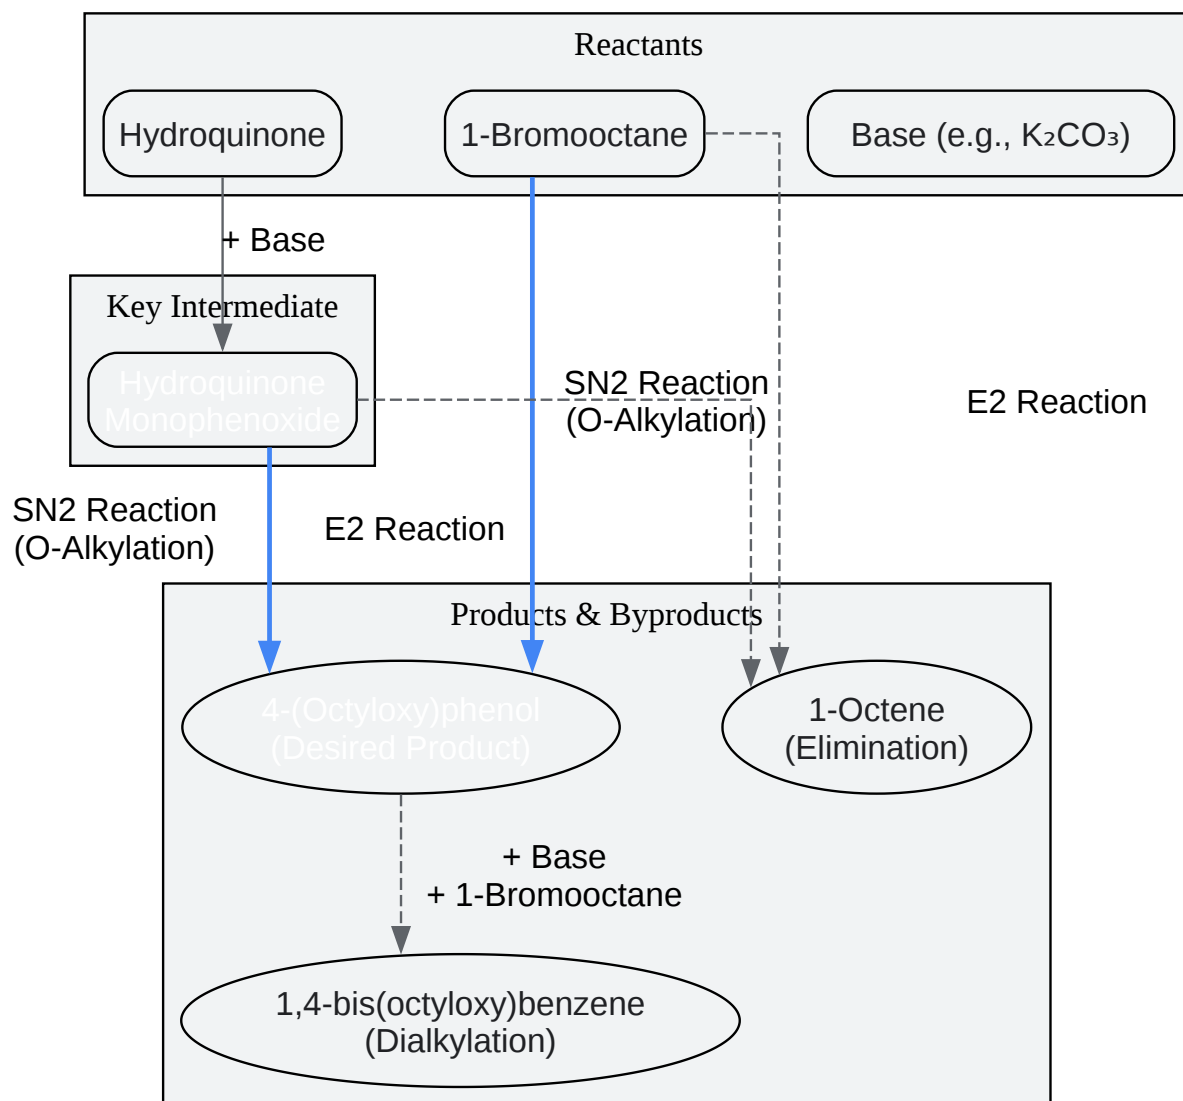 Reactants
Hydroquinone
1-Bromooctane
Base (e.g., K₂CO₃)
+ Base
Key Intermediate
Hydroquinone
Monophenoxide
SN2 Reaction
(O-Alkylation)
E2 Reaction
SN2 Reaction
(O-Alkylation)
E2 Reaction
Products & Byproducts
4-(Octyloxy)phenol
(Desired Product)
1-Octene
(Elimination)
+ Base
+ 1-Bromooctane
1,4-bis(octyloxy)benzene
(Dialkylation)